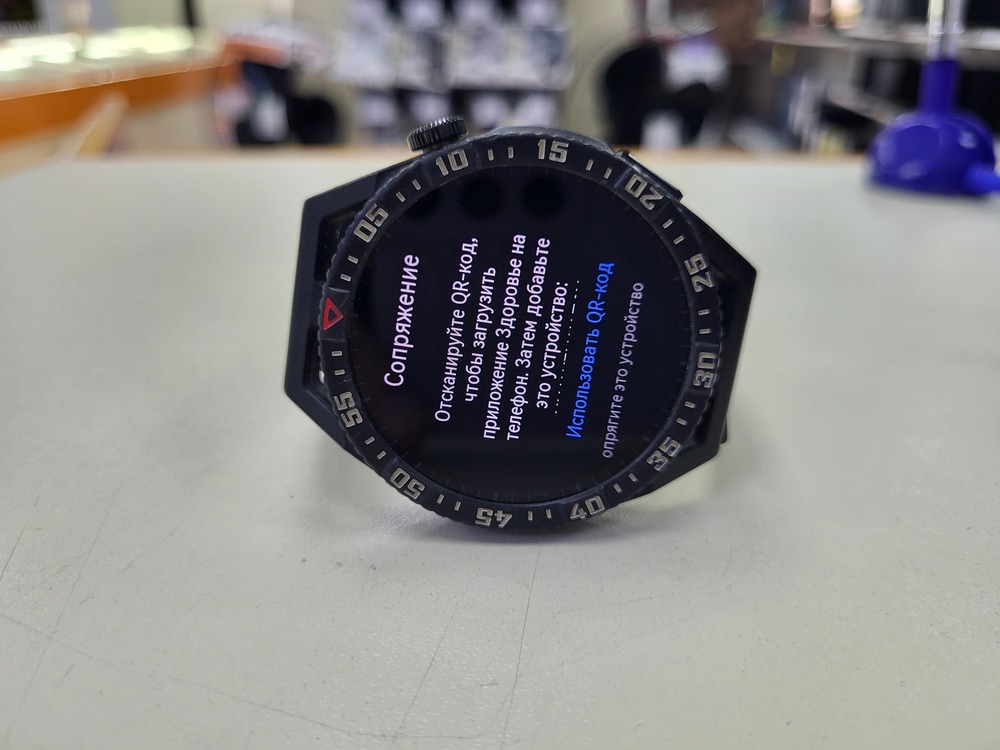 Сопряжение
Отсканируйте QR-код,
чтобы загрузить
приложение Здоровье на
телефон. Затем добавьте
это устройство:
Использовать QR-код
опрягите это устройство
05
10
15
20
25
30
35
40
45
50
55